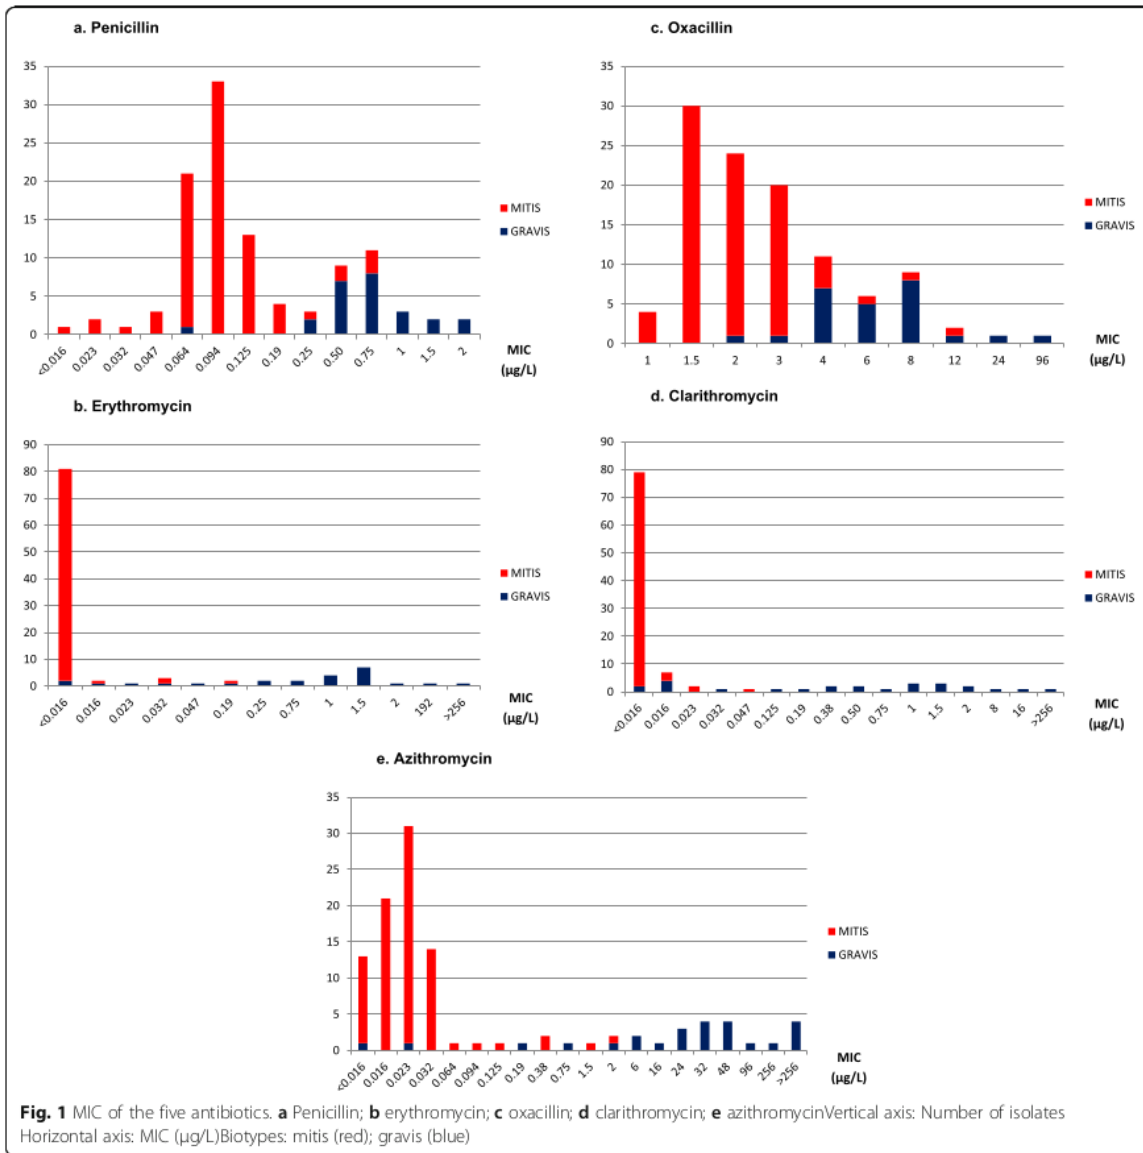 a. Penicillin
35
30
25
20
15
10
5
0
<0.016 0.023 0.032 0.047 0.064 0.094 0.125 0.19 0.25 0.50 0.75 1 1.5 2
MIC
(µg/L)
MITIS
GRAVIS
c. Oxacillin
35
30
25
20
15
10
5
0
1 1.5 2 3 4 6 8 12 24 96
MIC
(µg/L)
MITIS
GRAVIS
b. Erythromycin
90
80
70
60
50
40
30
20
10
0
<0.016 0.016 0.023 0.032 0.047 0.19 0.25 0.75 1 1.5 2 192 >256
MIC
(µg/L)
MITIS
GRAVIS
d. Clarithromycin
90
80
70
60
50
40
30
20
10
0
<0.016 0.016 0.023 0.032 0.047 0.125 0.19 0.38 0.50 0.75 1 1.5 2 8 16 >256
MIC
(µg/L)
MITIS
GRAVIS
e. Azithromycin
35
30
25
20
15
10
5
0
<0.016 0.016 0.023 0.032 0.064 0.094 0.125 0.19 0.38 0.75 1.5 2 6 16 24 32 48 96 256 >256
MIC
(µg/L)
MITIS
GRAVIS
Fig. 1 MIC of the five antibiotics. a Penicillin; b erythromycin; c oxacillin; d clarithromycin; e azithromycinVertical axis: Number of isolates
Horizontal axis: MIC (µg/L)Biotypes: mitis (red); gravis (blue)